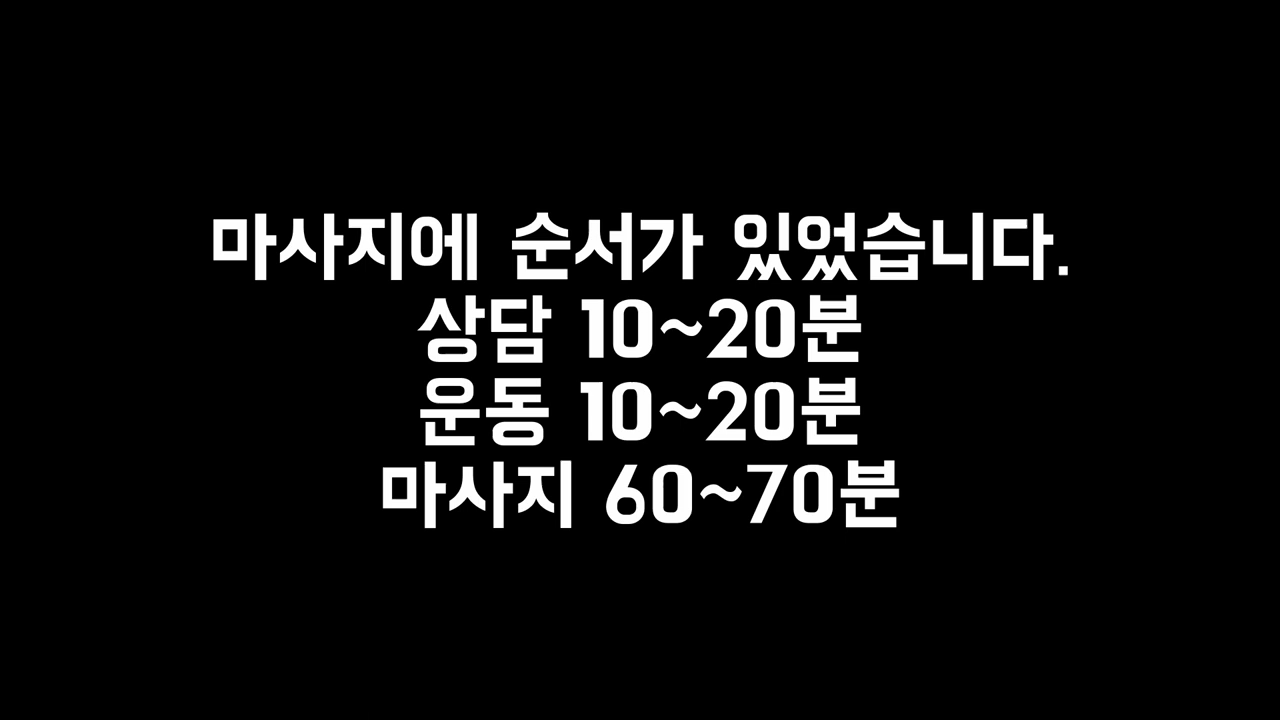 마사지에 순서가 있었습니다.
상담 10~20분
운동 10~20분
마사지 60~70분